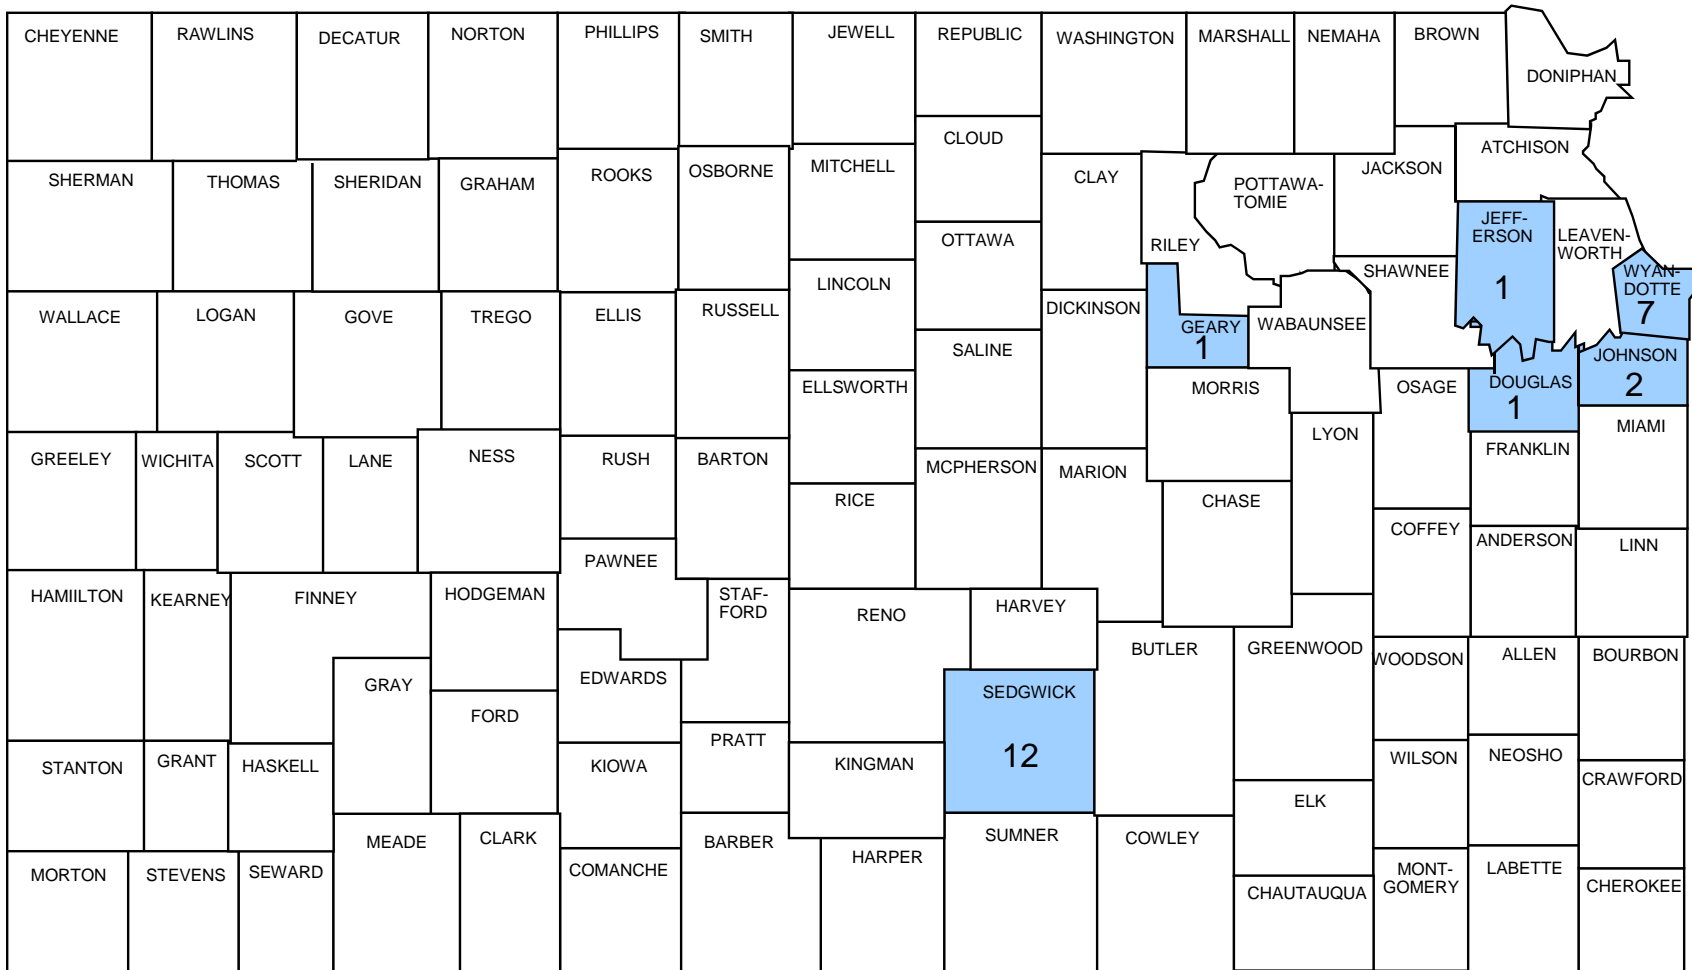 CHEYENNE
RAWLINS
DECATUR
NORTON
PHILLIPS
SMITH
JEWELL
REPUBLIC
WASHINGTON
MARSHALL
NEMAHA
BROWN
DONIPHAN
SHERMAN
THOMAS
SHERIDAN
GRAHAM
ROOKS
OSBORNE
MITCHELL
CLOUD
CLAY
RILEY
POTTAWA-
TOMIE
JACKSON
ATCHISON
JEFF-
ERSON
1
LEAVEN-
WORTH
WYAN-
DOTTE
7
WALLACE
LOGAN
GOVE
TREGO
ELLIS
RUSSELL
LINCOLN
OTTAWA
SALINE
DICKINSON
GEARY
1
WABAUNSEE
SHAWNEE
DOUGLAS
1
JOHNSON
2
ELLSWORTH
MORRIS
OSAGE
GREELEY
WICHITA
SCOTT
LANE
NESS
RUSH
BARTON
RICE
MCPHERSON
MARION
CHASE
LYON
FRANKLIN
MIAMI
COFFEY
ANDERSON
LINN
HAMIILTON
KEARNEY
FINNEY
HODGEMAN
PAWNEE
STAF-
FORD
RENO
HARVEY
BUTLER
GREENWOOD
WOODSON
ALLEN
BOURBON
GRAY
FORD
EDWARDS
SEDGWICK
12
STANTON
GRANT
HASKELL
KIOWA
PRATT
KINGMAN
WILSON
NEOSHO
CRAWFORD
ELK
MORTON
STEVENS
SEWARD
MEADE
CLARK
COMANCHE
BARBER
HARPER
SUMNER
COWLEY
CHAUTAUQUA
MONT-
GOMERY
LABETTE
CHEROKEE